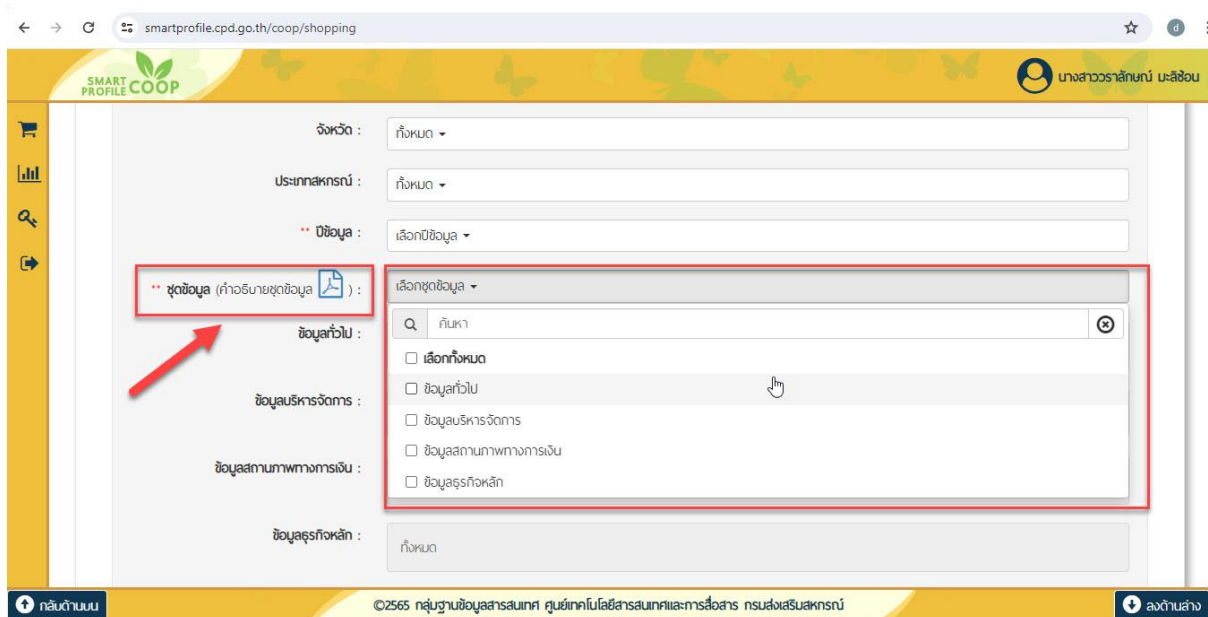 smartprofile.cpd.go.th/coop/shopping
d
SMART PROFILE COOP
นางสาววราลักษณ์ มะลิซ้อน
จังหวัด :
ทั้งหมด
ประเภทสหกรณ์ :
ทั้งหมด
** ปีข้อมูล :
เลือกปีข้อมูล
** ชุดข้อมูล (คำอธิบายชุดข้อมูล ) :
เลือกชุดข้อมูล
ค้นหา
ข้อมูลทั่วไป :
เลือกทั้งหมด
ข้อมูลทั่วไป
ข้อมูลบริหารจัดการ :
ข้อมูลบริหารจัดการ
ข้อมูลสถานภาพทางการเงิน
ข้อมูลสถานภาพทางการเงิน :
ข้อมูลธุรกิจหลัก
ข้อมูลธุรกิจหลัก :
ทั้งหมด
กลับด้านบน
©2565 กลุ่มฐานข้อมูลสารสนเทศ ศูนย์เทคโนโลยีสารสนเทศและการสื่อสาร กรมส่งเสริมสหกรณ์
ลงด้านล่าง